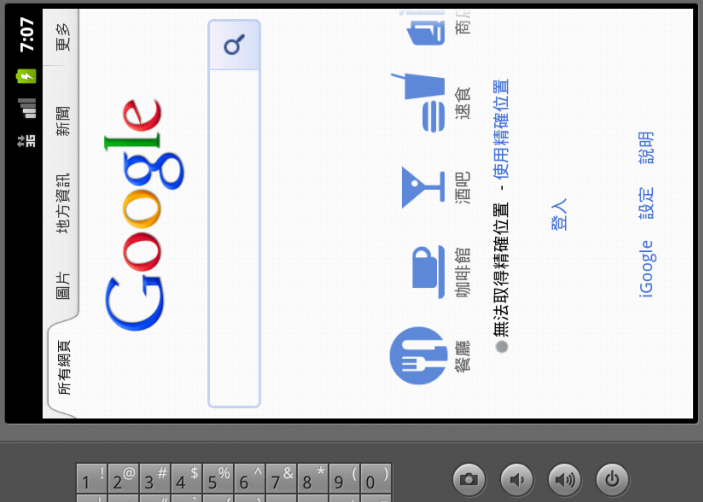 3G 7:07
所有網頁 圖片 地方資訊 新聞 更多
Google
餐廳 咖啡館 酒吧 速食 商店
無法取得精確位置 - 使用精確位置
登入
iGoogle 設定 說明
1 ! 2 @ 3 # 4 $ 5 % 6 ^ 7 & 8 * 9 ( 0 )